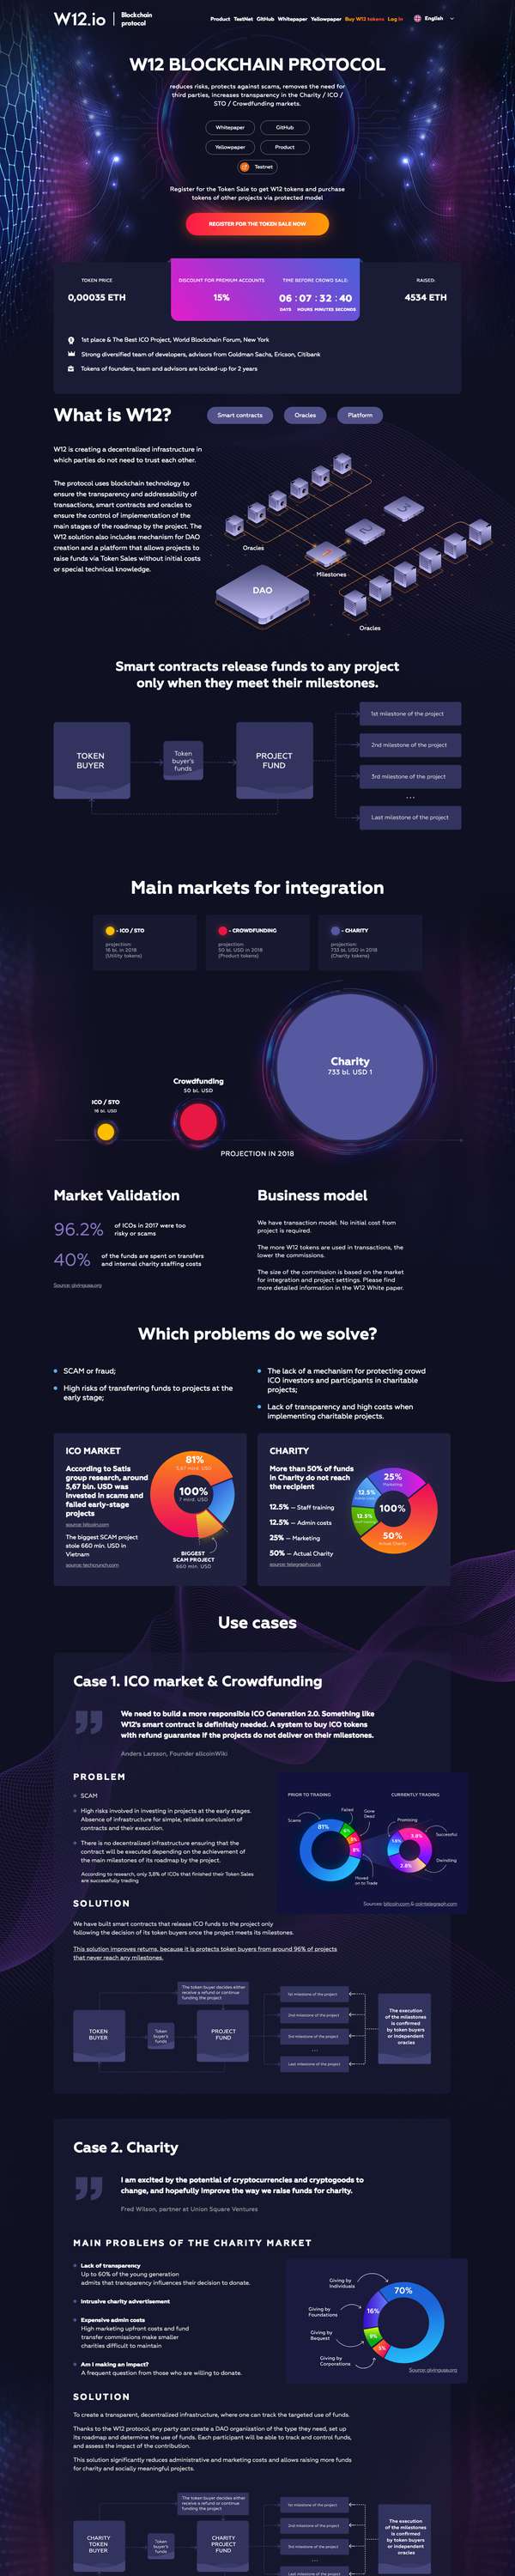 W12.io
Blockchain
protocol
Product TestNet GitHub Whitepaper Yellowpaper Buy W12 tokens Log in
English
W12 BLOCKCHAIN PROTOCOL
reduces risks, protects against scams, removes the need for
third parties, increases transparency in the Charity / ICO /
STO / Crowdfunding markets.
Whitepaper
GitHub
Yellowpaper
Product
Testnet
Register for the Token Sale to get W12 tokens and purchase
tokens of other projects via protected model
REGISTER FOR THE TOKEN SALE NOW
TOKEN PRICE
0,00035 ETH
DISCOUNT FOR PREMIUM ACCOUNTS
15%
TIME BEFORE CROWD SALE:
06 : 07 : 32 : 40
DAYS HOURS MINUTES SECONDS
RAISED:
4534 ETH
1st place & The Best ICO Project, World Blockchain Forum, New York
Strong diversified team of developers, advisors from Goldman Sachs, Ericson, Citibank
Tokens of founders, team and advisors are locked-up for 2 years
What is W12?
Smart contracts
Oracles
Platform
W12 is creating a decentralized infrastructure in
which parties do not need to trust each other.
The protocol uses blockchain technology to
ensure the transparency and addressability of
transactions, smart contracts and oracles to
ensure the control of implementation of the
main stages of the roadmap by the project. The
W12 solution also includes mechanism for DAO
creation and a platform that allows projects to
raise funds via Token Sales without initial costs
or special technical knowledge.
Oracles
3
2
1
Milestones
DAO
Oracles
Smart contracts release funds to any project
only when they meet their milestones.
TOKEN
BUYER
Token
buyer's
funds
PROJECT
FUND
1st milestone of the project
2nd milestone of the project
3rd milestone of the project
...
Last milestone of the project
Main markets for integration
- ICO / STO
projection:
16 bl. in 2018
(Utility tokens)
- CROWDFUNDING
projection:
50 bl. USD in 2018
(Product tokens)
- CHARITY
projection:
733 bl. USD in 2018
(Charity tokens)
ICO / STO
16 bl. USD
Crowdfunding
50 bl. USD
Charity
733 bl. USD 1
PROJECTION IN 2018
Market Validation
96.2%
of ICOs in 2017 were too
risky or scams
40%
of the funds are spent on transfers
and internal charity staffing costs
Source: givingusa.org
Business model
We have transaction model. No initial cost from
project is required.
The more W12 tokens are used in transactions, the
lower the commissions.
The size of the commission is based on the market
for integration and project settings. Please find
more detailed information in the W12 White paper.
Which problems do we solve?
SCAM or fraud;
High risks of transferring funds to projects at the
early stage;
The lack of a mechanism for protecting crowd
ICO investors and participants in charitable
projects;
Lack of transparency and high costs when
implementing charitable projects.
ICO MARKET
According to Satis
group research, around
5,67 bln. USD was
invested in scams and
failed early-stage
projects
source: bitcoin.com
The biggest SCAM project
stole 660 mln. USD in
Vietnam
source: techcrunch.com
81%
5,67 mlrd. USD
100%
7 mlrd. USD
BIGGEST
SCAM PROJECT
660 mln. USD
CHARITY
More than 50% of funds
in Charity do not reach
the recipient
12.5% — Staff training
12.5% — Admin costs
25% — Marketing
50% — Actual Charity
source: telegraph.co.uk
25%
Marketing
12.5%
12.5%
100%
50%
Actual Charity
Use cases
Case 1. ICO market & Crowdfunding
We need to build a more responsible ICO Generation 2.0. Something like
W12's smart contract is definitely needed. A system to buy ICO tokens
with refund guarantee if the projects do not deliver on their milestones.
Anders Larsson, Founder allcoinWiki
PROBLEM
SCAM
High risks involved in investing in projects at the early stages.
Absence of infrastructure for simple, reliable conclusion of
contracts and their execution.
There is no decentralized infrastructure ensuring that the
contract will be executed depending on the achievement of
the main milestones of its roadmap by the project.
According to research, only 3,8% of ICOs that finished their Token Sales
are successfully trading
PRIOR TO TRADING
CURRENTLY TRADING
Scams
81%
Failed
6%
Gone
Dead
5%
8%
Moved
on to Trade
Promising
1.6%
3.8%
Successful
2.8%
Dwindling
Sources: bitcoin.com & cointelegraph.com
SOLUTION
We have built smart contracts that release ICO funds to the project only
following the decision of its token buyers once the project meets its milestones.
This solution improves returns, because it is protects token buyers from around 96% of projects
that never reach any milestones.
The token buyer decides either
receive a refund or continue
funding the project
TOKEN
BUYER
Token
buyer's
funds
PROJECT
FUND
1st milestone of the project
2nd milestone of the project
3rd milestone of the project
...
Last milestone of the project
The execution
of the milestones
is confirmed
by token buyers
or independent
oracles
Case 2. Charity
I am excited by the potential of cryptocurrencies and cryptogoods to
change, and hopefully improve the way we raise funds for charity.
Fred Wilson, partner at Union Square Ventures
MAIN PROBLEMS OF THE CHARITY MARKET
Lack of transparency
Up to 60% of the young generation
admits that transparency influences their decision to donate.
Intrusive charity advertisement
Expensive admin costs
High marketing upfront costs and fund
transfer commissions make smaller
charities difficult to maintain
Am I making an impact?
A frequent question from those who are willing to donate.
Giving by
Individuals
70%
Giving by
Foundations
16%
Giving by
Bequest
9%
Giving by
Corporations
5%
Source: givingusa.org
SOLUTION
To create a transparent, decentralized infrastructure, where one can track the targeted use of funds.
Thanks to the W12 protocol, any party can create a DAO organization of the type they need, set up
its roadmap and determine the use of funds. Each participant will be able to track and control funds,
and assess the impact of the contribution.
This solution significantly reduces administrative and marketing costs and allows raising more funds
for charity and socially meaningful projects.
The token buyer decides either
receive a refund or continue
funding the project
CHARITY
TOKEN
BUYER
Token
buyer's
funds
CHARITY
PROJECT
FUND
1st milestone of the project
2nd milestone of the project
3rd milestone of the project
...
Last milestone of the project
The execution
of the milestones
is confirmed
by token buyers
or independent
oracles